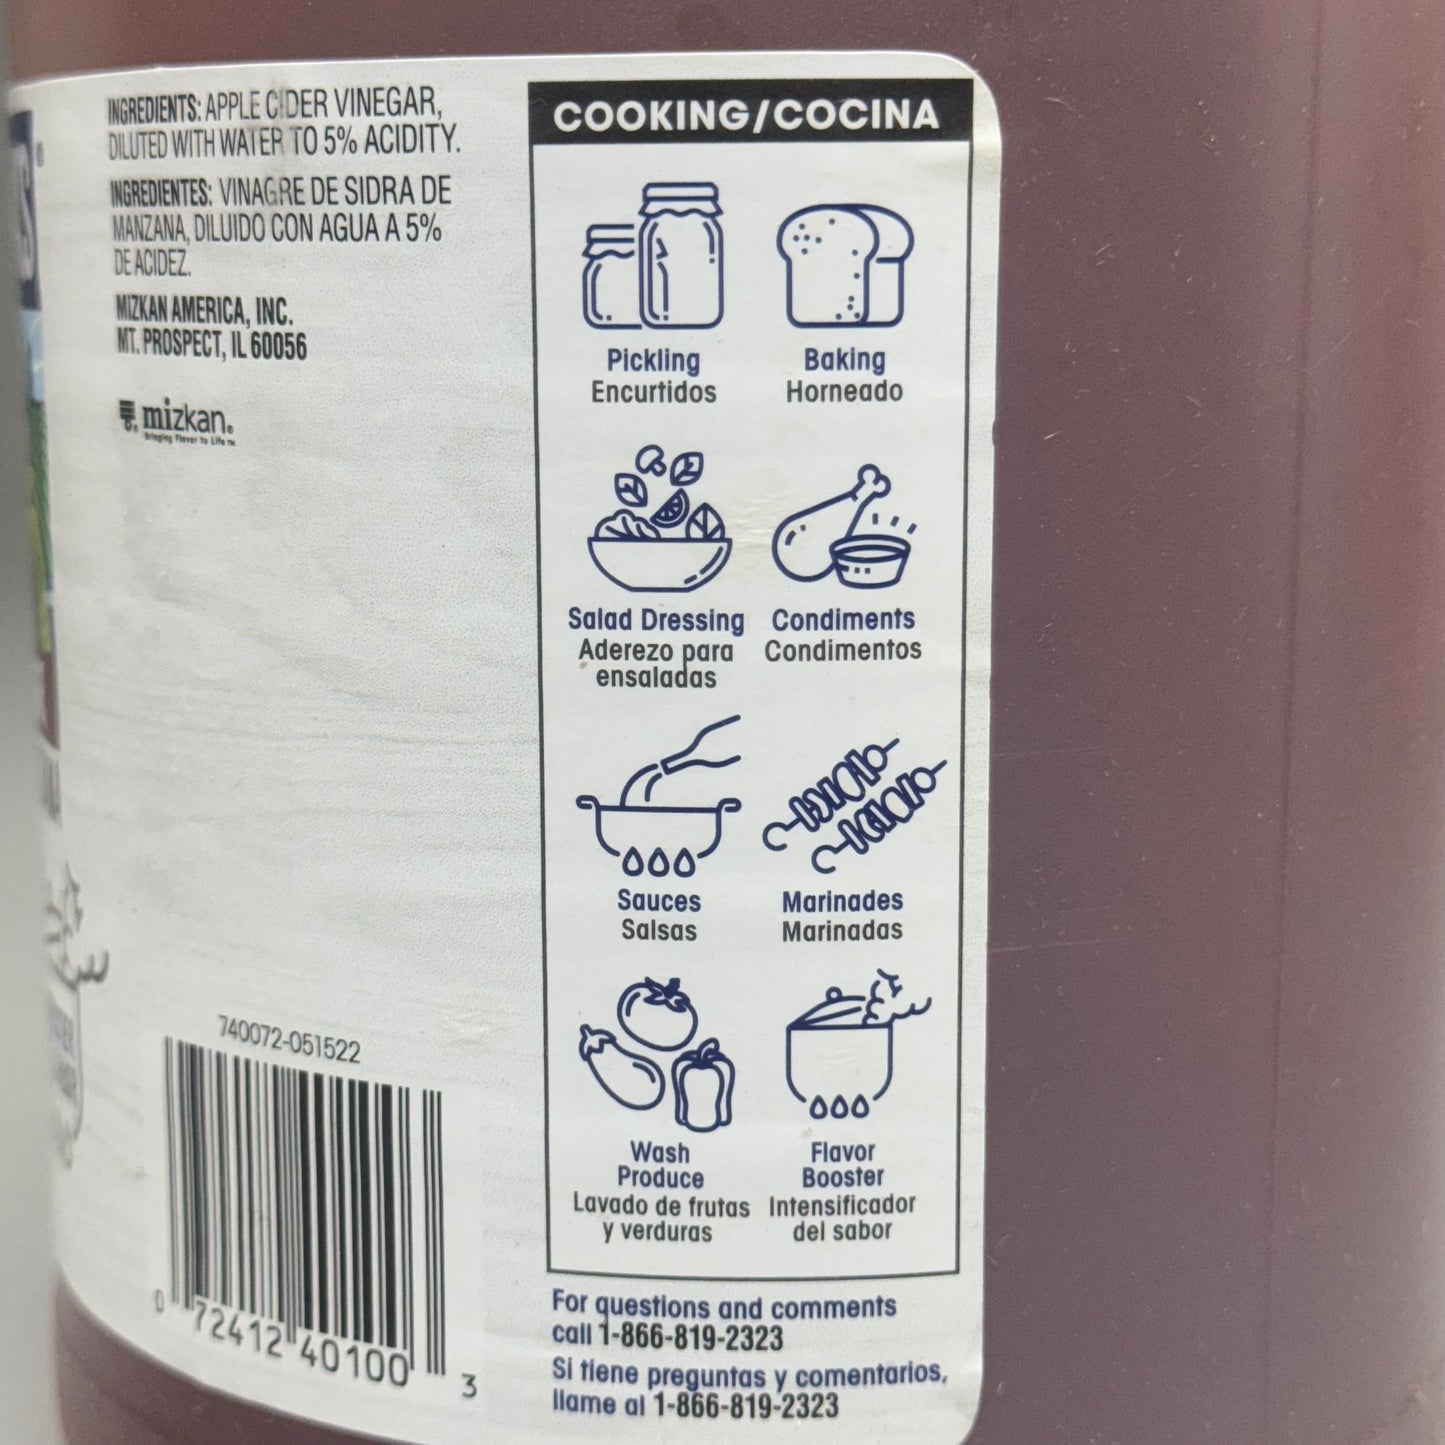 INGREDIENTS: APPLE CIDER VINEGAR,
DILUTED WITH WATER TO 5% ACIDITY.
INGREDIENTES: VINAGRE DE SIDRA DE
MANZANA, DILUIDO CON AGUA A 5%
DE ACIDEZ.
MIZKAN AMERICA, INC.
MT. PROSPECT, IL 60056
mizkan®
Bringing Flavor to Life™
740072-051522
0 72412 40100 3
COOKING/COCINA
Pickling
Encurtidos
Baking
Horneado
Salad Dressing
Aderezo para
ensaladas
Condiments
Condimentos
Sauces
Salsas
Marinades
Marinadas
Wash
Produce
Lavado de frutas
y verduras
Flavor
Booster
Intensificador
del sabor
For questions and comments
call 1-866-819-2323
Si tiene preguntas y comentarios,
llame al 1-866-819-2323